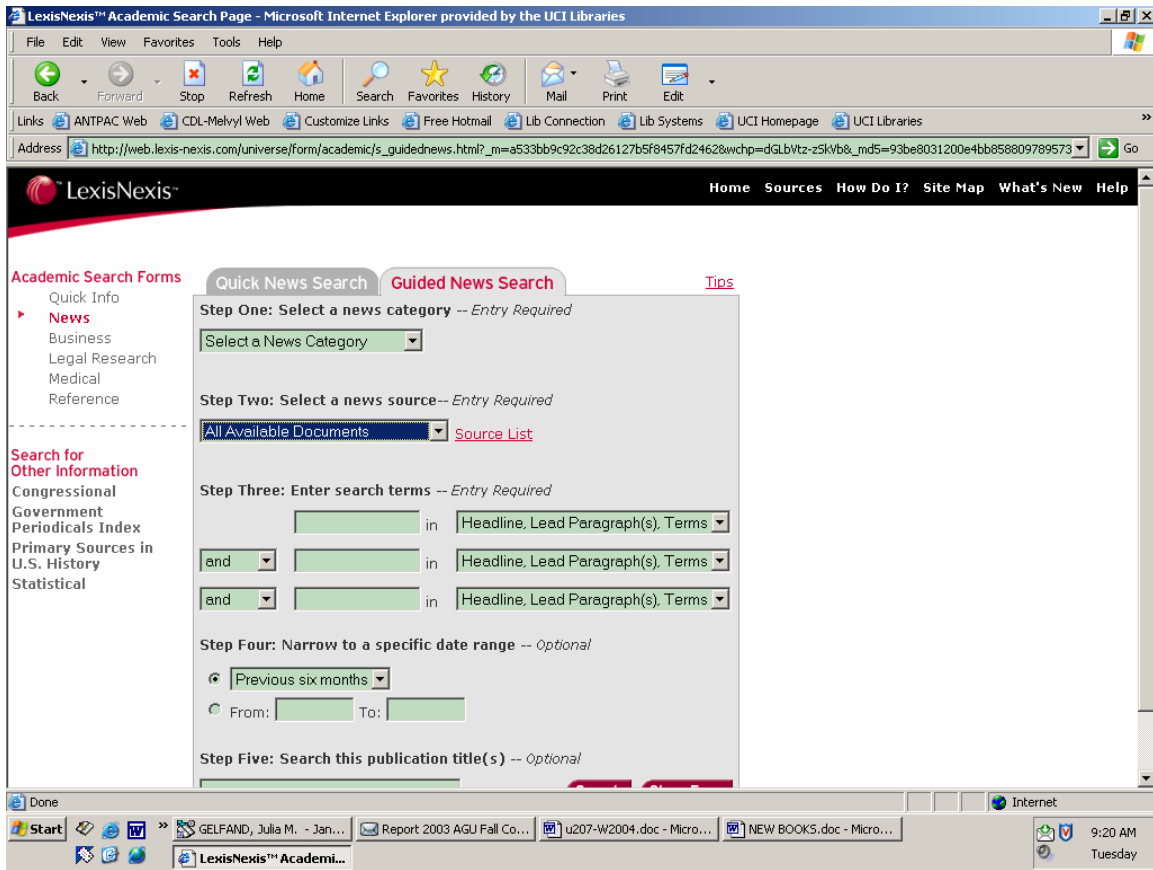 LexisNexis™ Academic Search Page - Microsoft Internet Explorer provided by the UCI Libraries
File Edit View Favorites Tools Help
Back Forward Stop Refresh Home Search Favorites History Mail Print Edit
Links ANTPAC Web CDL-Melvyl Web Customize Links Free Hotmail Lib Connection Lib Systems UCI Homepage UCI Libraries »
Address http://web.lexis-nexis.com/universe/form/academic/s_guidednews.html?_m=a533bb9c92c38d26127b5f8457fd2462&wchp=dGLbVtz-zSkVb&_md5=93be8031200e4bb858809789573 Go
LexisNexis™
Home Sources How Do I? Site Map What's New Help
Academic Search Forms
Quick Info
News
Business
Legal Research
Medical
Reference
Search for
Other Information
Congressional
Government
Periodicals Index
Primary Sources in
U.S. History
Statistical
Quick News Search Guided News Search Tips
Step One: Select a news category -- Entry Required
Select a News Category
Step Two: Select a news source-- Entry Required
All Available Documents Source List
Step Three: Enter search terms -- Entry Required
in Headline, Lead Paragraph(s), Terms
and in Headline, Lead Paragraph(s), Terms
and in Headline, Lead Paragraph(s), Terms
Step Four: Narrow to a specific date range -- Optional
Previous six months
From: To:
Step Five: Search this publication title(s) -- Optional
Done Internet
Start » GELFAND, Julia M. - Jan... Report 2003 AGU Fall Co... u207-W2004.doc - Micro... NEW BOOKS.doc - Micro... 9:20 AM
LexisNexis™ Academi... Tuesday